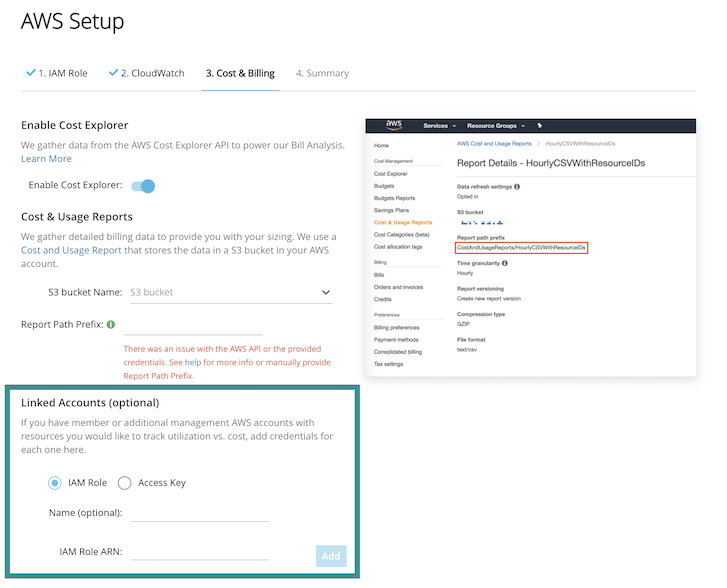 AWS Setup
1. IAM Role
2. CloudWatch
3. Cost & Billing
4. Summary
Enable Cost Explorer
We gather data from the AWS Cost Explorer API to power our Bill Analysis.
Learn More
Enable Cost Explorer:
Cost & Usage Reports
We gather detailed billing data to provide you with your sizing. We use a
Cost and Usage Report that stores the data in a S3 bucket in your AWS
account.
S3 bucket Name: S3 bucket
Report Path Prefix:
There was an issue with the AWS API or the provided
credentials. See help for more info or manually provide
Report Path Prefix.
Linked Accounts (optional)
If you have member or additional management AWS accounts with
resources you would like to track utilization vs. cost, add credentials for
each one here.
IAM Role Access Key
Name (optional):
IAM Role ARN:
Add
aws Services Resource Groups
Home
Cost Management
Cost Explorer
Budgets
Budgets Reports
Savings Plans
Cost & Usage Reports
Cost Categories (beta)
Cost allocation tags
Billing
Bills
Orders and invoices
Credits
Preferences
Billing preferences
Payment methods
Consolidated billing
Tax settings
AWS Cost and Usage Reports > HourlyCSVWithResourceIDs
Report Details - HourlyCSVWithResourceIDs
Data refresh settings
Opted in
S3 bucket
Report path prefix
CostAndUsageReports/HourlyCSVWithResourceIDs
Time granularity
Hourly
Report versioning
Create new report version
Compression type
GZIP
File format
text/csv